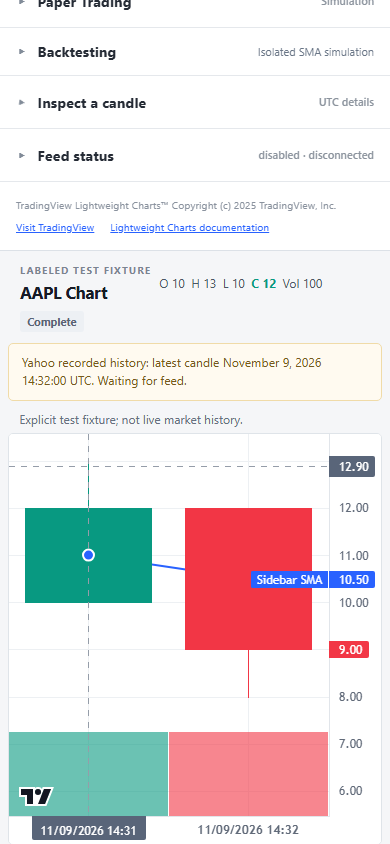 Paper Trading
Simulation
Backtesting
Isolated SMA simulation
Inspect a candle
UTC details
Feed status
disabled · disconnected
TradingView Lightweight Charts™ Copyright (c) 2025 TradingView, Inc.
Visit TradingView
Lightweight Charts documentation
LABELED TEST FIXTURE
AAPL Chart
O 10 H 13 L 10 C 12 Vol 100
Complete
Yahoo recorded history: latest candle November 9, 2026
14:32:00 UTC. Waiting for feed.
Explicit test fixture; not live market history.
12.90
12.00
11.00
Sidebar SMA 10.50
10.00
9.00
8.00
7.00
6.00
11/09/2026 14:31
11/09/2026 14:32